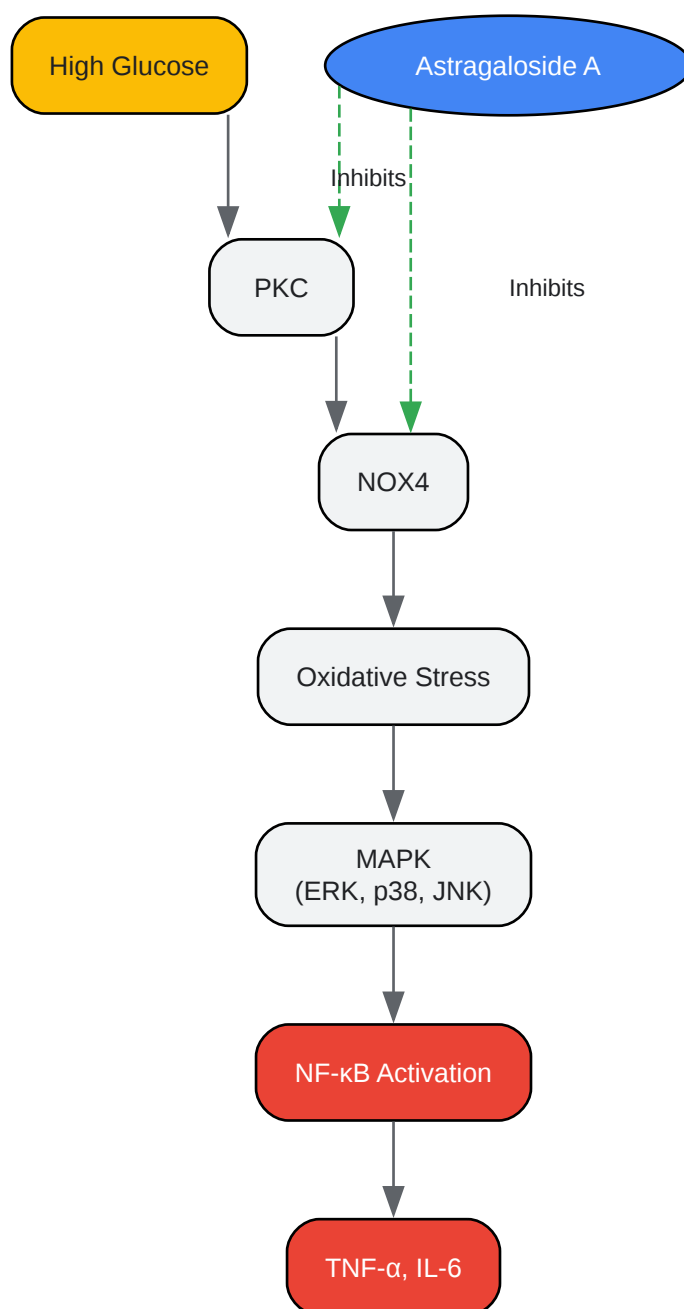 High Glucose
Astragaloside A
Inhibits
PKC
Inhibits
NOX4
Oxidative Stress
MAPK
(ERK, p38, JNK)
NF-κB Activation
TNF-α, IL-6